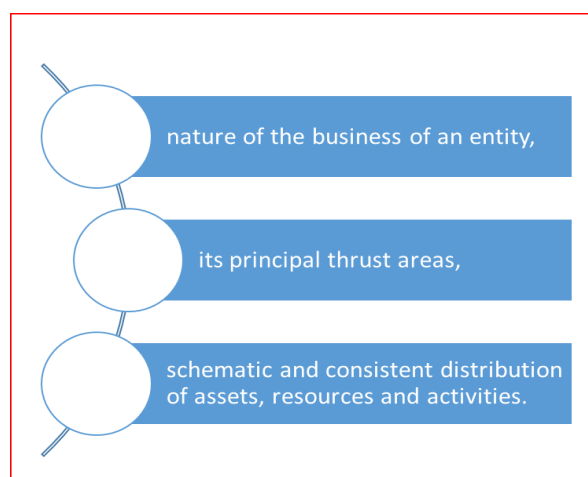 nature of the business of an entity,
its principal thrust areas,
schematic and consistent distribution
of assets, resources and activities.